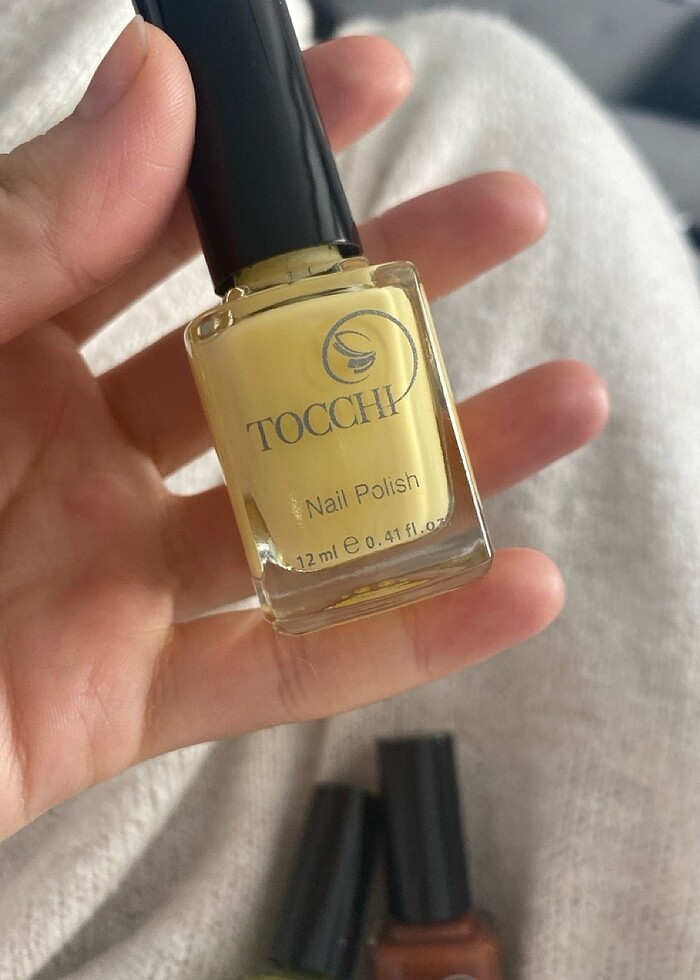 TOCCHI
Nail Polish
12 ml e 0.41 fl.oz